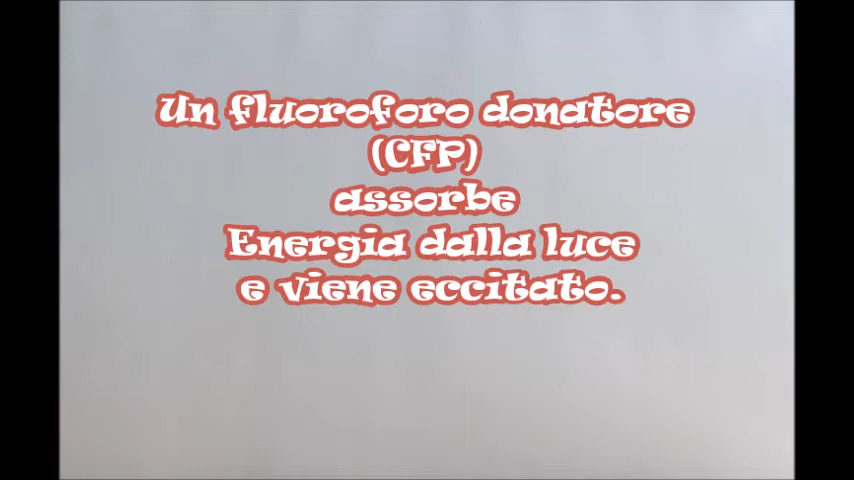 Un fluoroforo donatore
(CFP)
assorbe
Energia dalla luce
e viene eccitato.